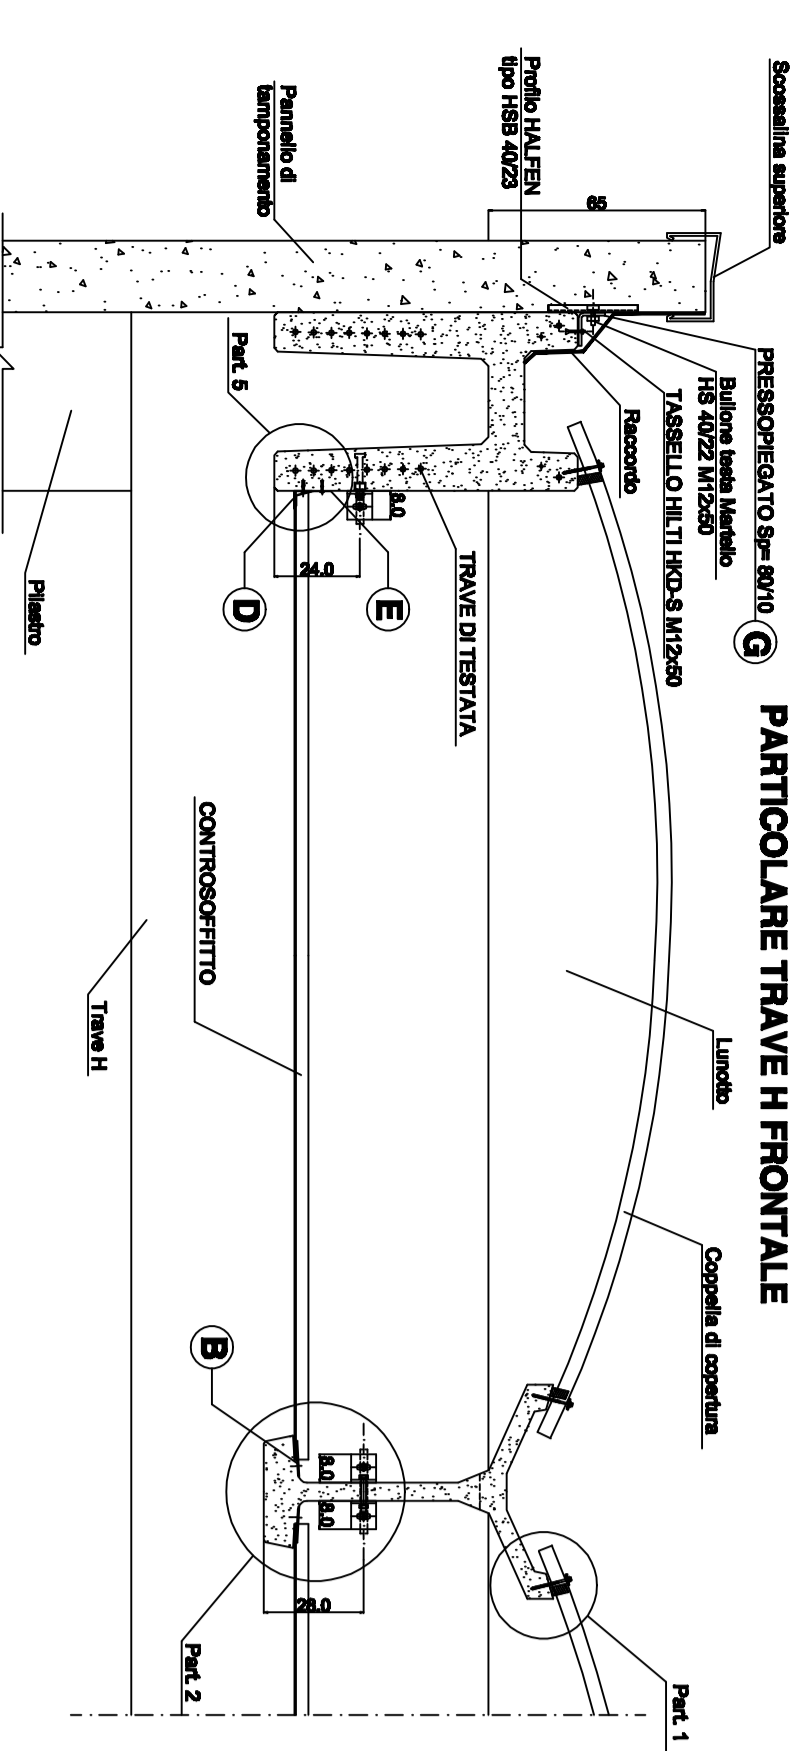 PARTICOLARE TRAVE H FRONTALE
Scossalina superiore
PRESSOPIEGATO Sp= 80/10
G
Bullone testa Martello
HS 40/22 M12x50
TASSELLO HILTI HKD-S M12x50
Raccordo
Profilo HALFEN
tipo HSB 40/23
65
Pannello di
tamponamento
Lunotto
Coppella di copertura
Part. 1
TRAVE DI TESTATA
8.0
24.0
E
D
Part. 5
CONTROSOFFITTO
B
8.0
8.0
28.0
Part. 2
Pilastro
Trave H